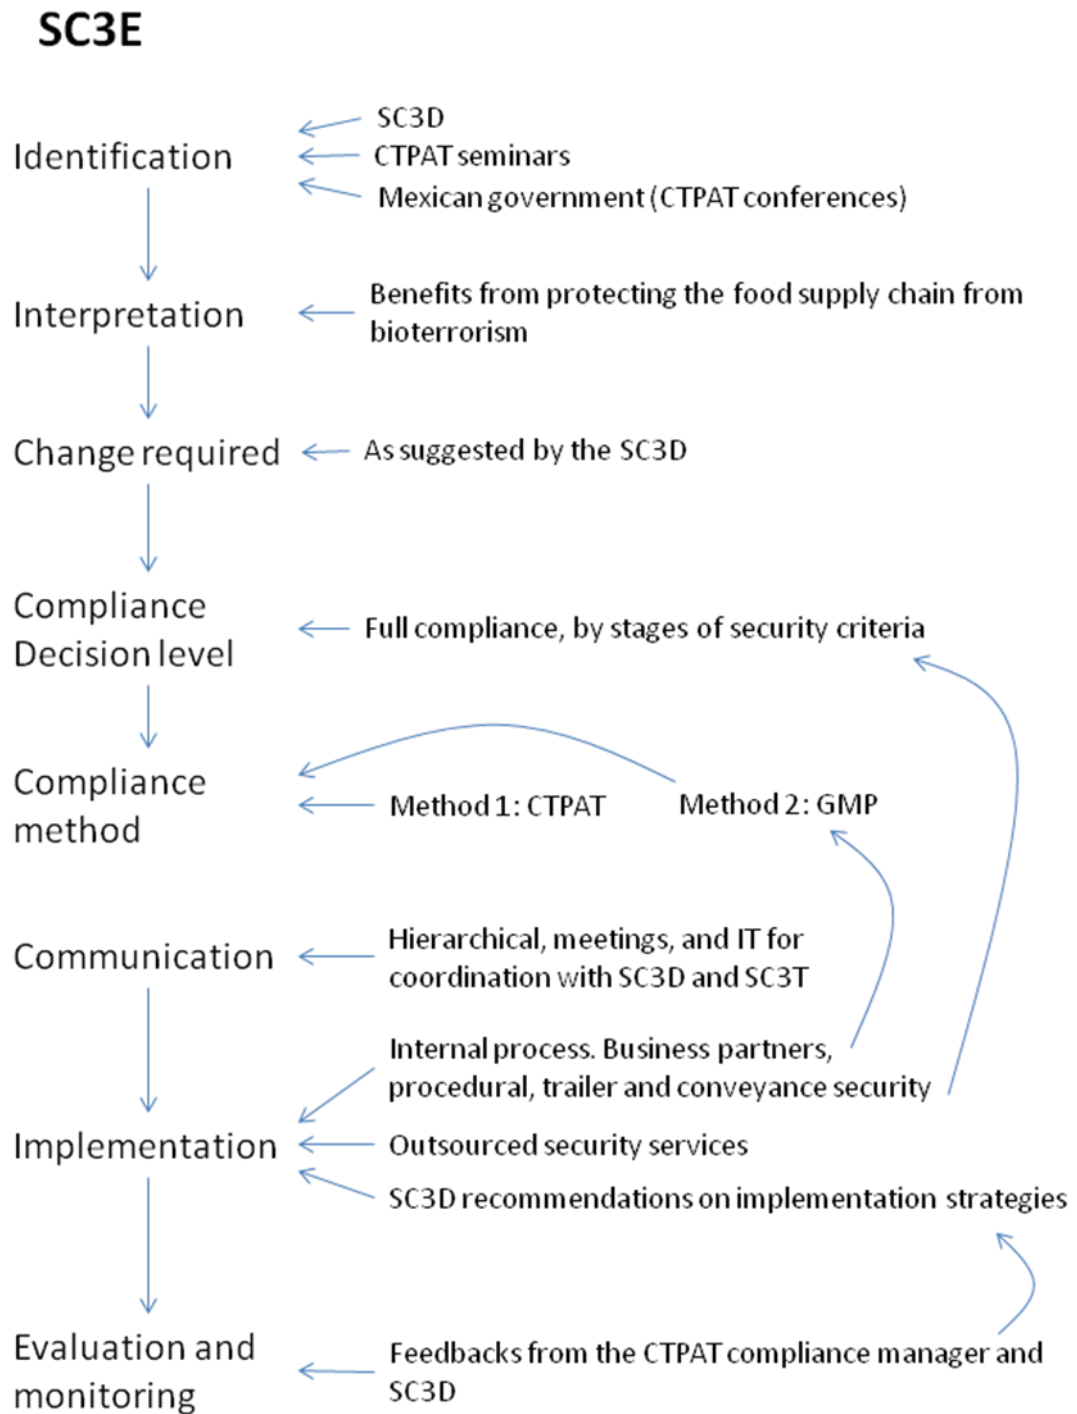 SC3E
SC3D
Identification
CTPAT seminars
Mexican government (CTPAT conferences)
Interpretation
Benefits from protecting the food supply chain from
bioterrorism
Change required
As suggested by the SC3D
Compliance
Decision level
Full compliance, by stages of security criteria
Compliance
method
Method 1: CTPAT
Method 2: GMP
Communication
Hierarchical, meetings, and IT for
coordination with SC3D and SC3T
Internal process. Business partners,
procedural, trailer and conveyance security
Implementation
Outsourced security services
SC3D recommendations on implementation strategies
Evaluation and
monitoring
Feedbacks from the CTPAT compliance manager and
SC3D